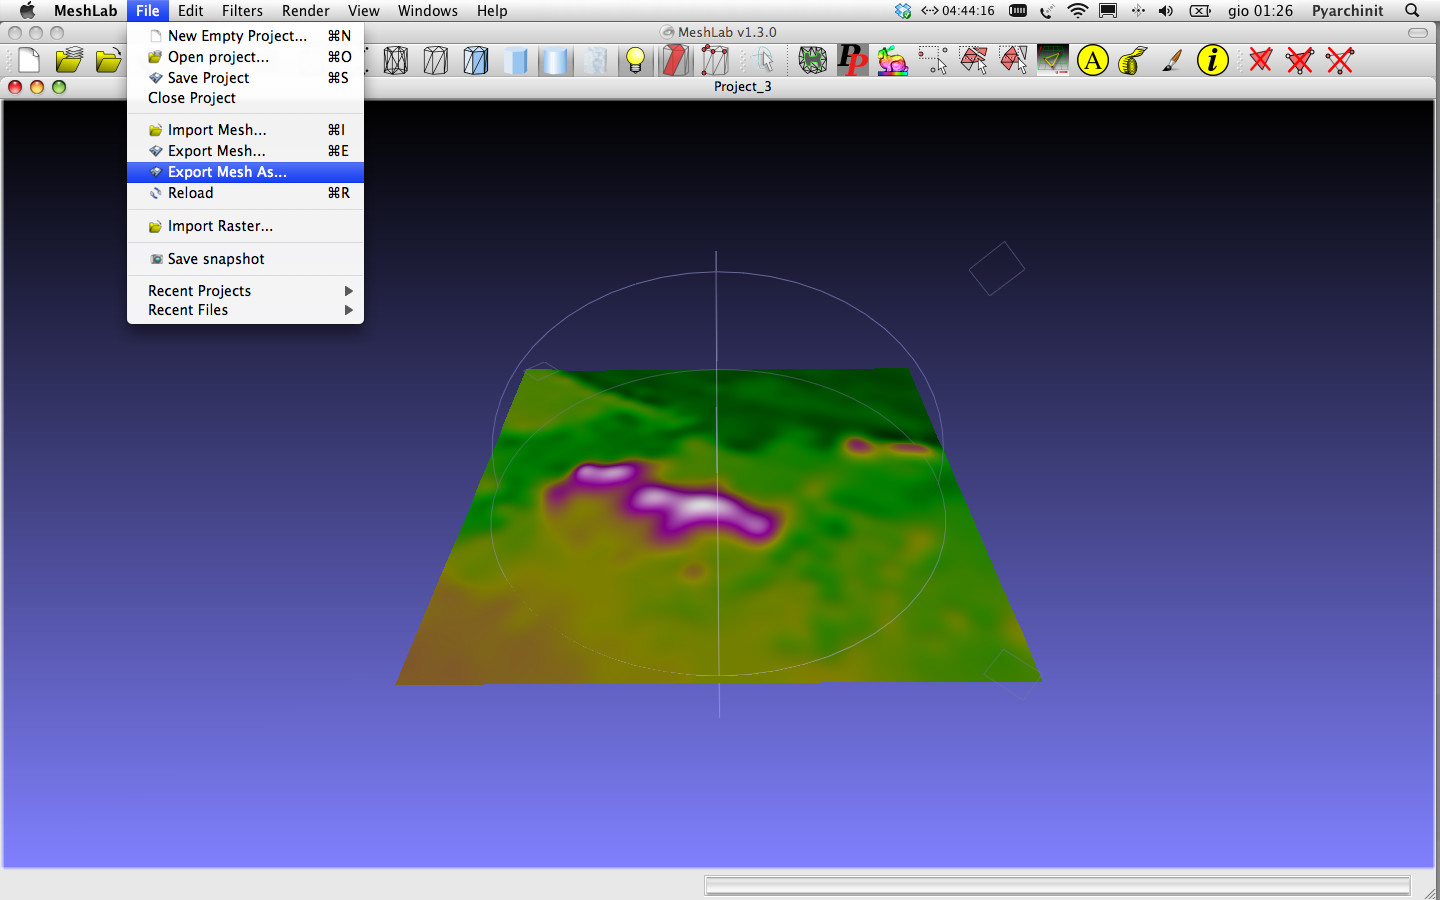 MeshLab File Edit Filters Render View Windows Help 04:44:16 gio 01:26 Pyarchinit
MeshLab v1.3.0
Project_3
New Empty Project... ⌘N
Open project... ⌘O
Save Project ⌘S
Close Project
Import Mesh... ⌘I
Export Mesh... ⌘E
Export Mesh As...
Reload ⌘R
Import Raster...
Save snapshot
Recent Projects
Recent Files
PP A i